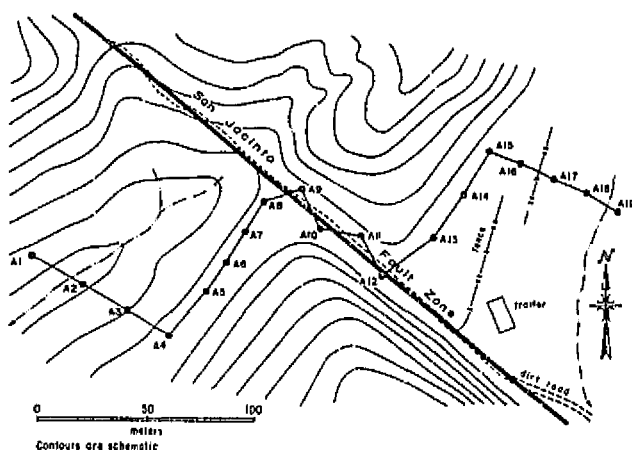 San Jacinto Fault Zone
A1
A2
A3
A4
A5
A6
A7
A8
A9
A10
A11
A12
A13
A14
A15
A16
A17
A18
fence
trailer
dirt road
N
0 50 100
meters
Contours are schematic